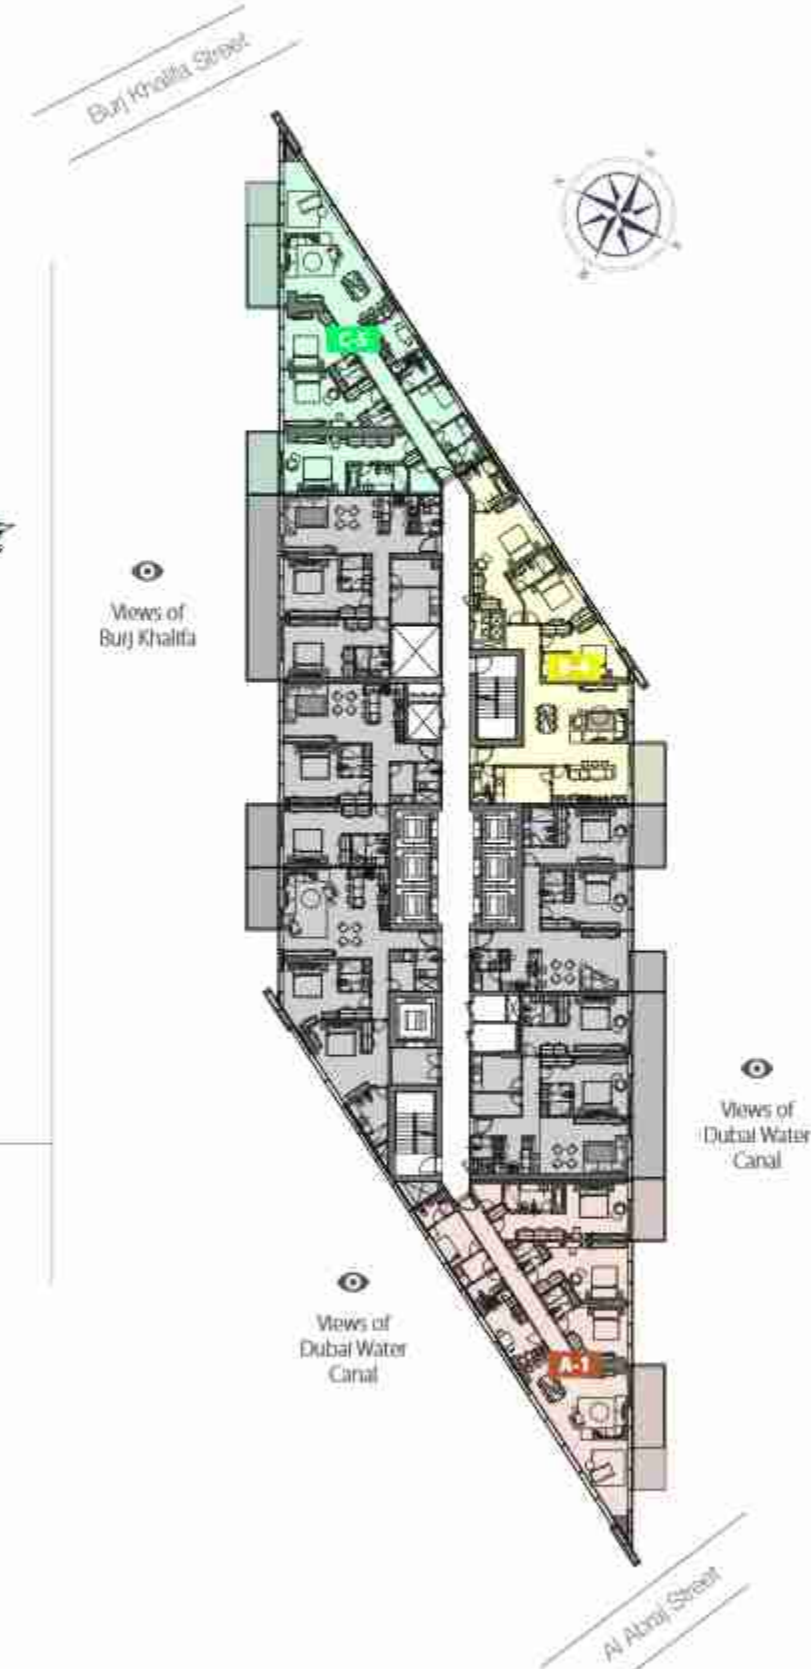 Burj Khalifa Street
C-5
Views of
Burj Khalifa
Views of
Dubai Water
Canal
Views of
Dubai Water
Canal
A-1
Al Abraj Street